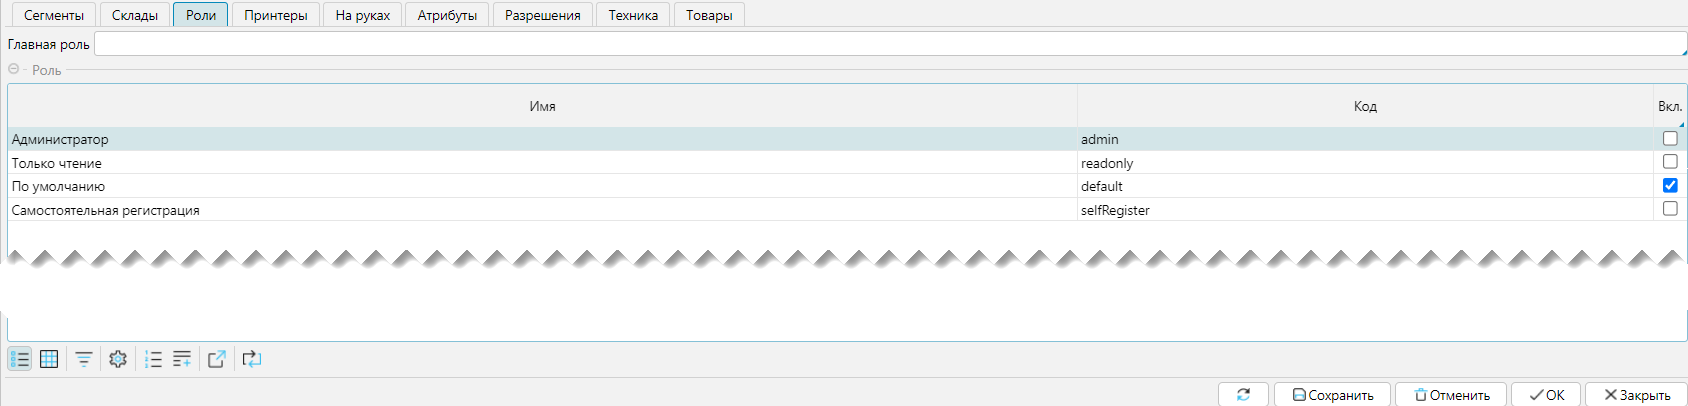 Сегменты Склады Роли Принтеры На руках Атрибуты Разрешения Техника Товары
Главная роль
Роль
Имя Код Вкл.
Администратор admin
Только чтение readonly
По умолчанию default
Самостоятельная регистрация selfRegister
Сохранить Отменить ОК Закрыть